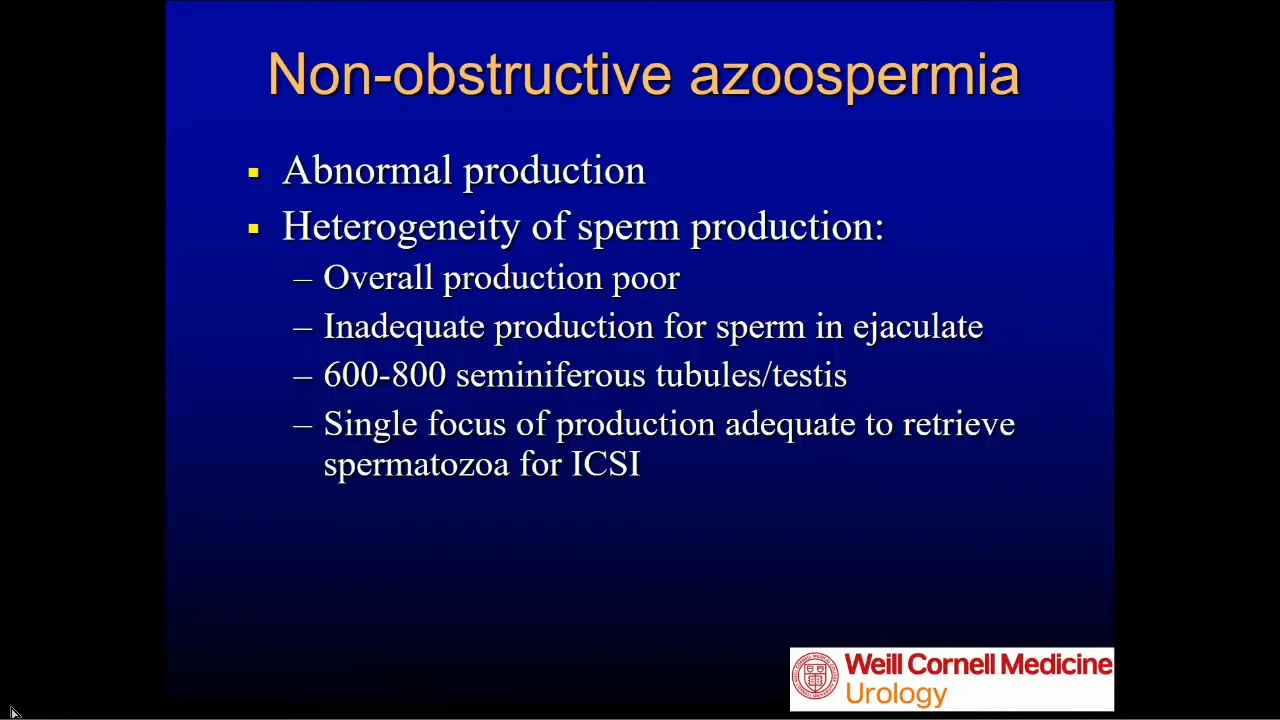 Non-obstructive azoospermia
▪ Abnormal production
▪ Heterogeneity of sperm production:
– Overall production poor
– Inadequate production for sperm in ejaculate
– 600-800 seminiferous tubules/testis
– Single focus of production adequate to retrieve
spermatozoa for ICSI
Weill Cornell Medicine
Urology